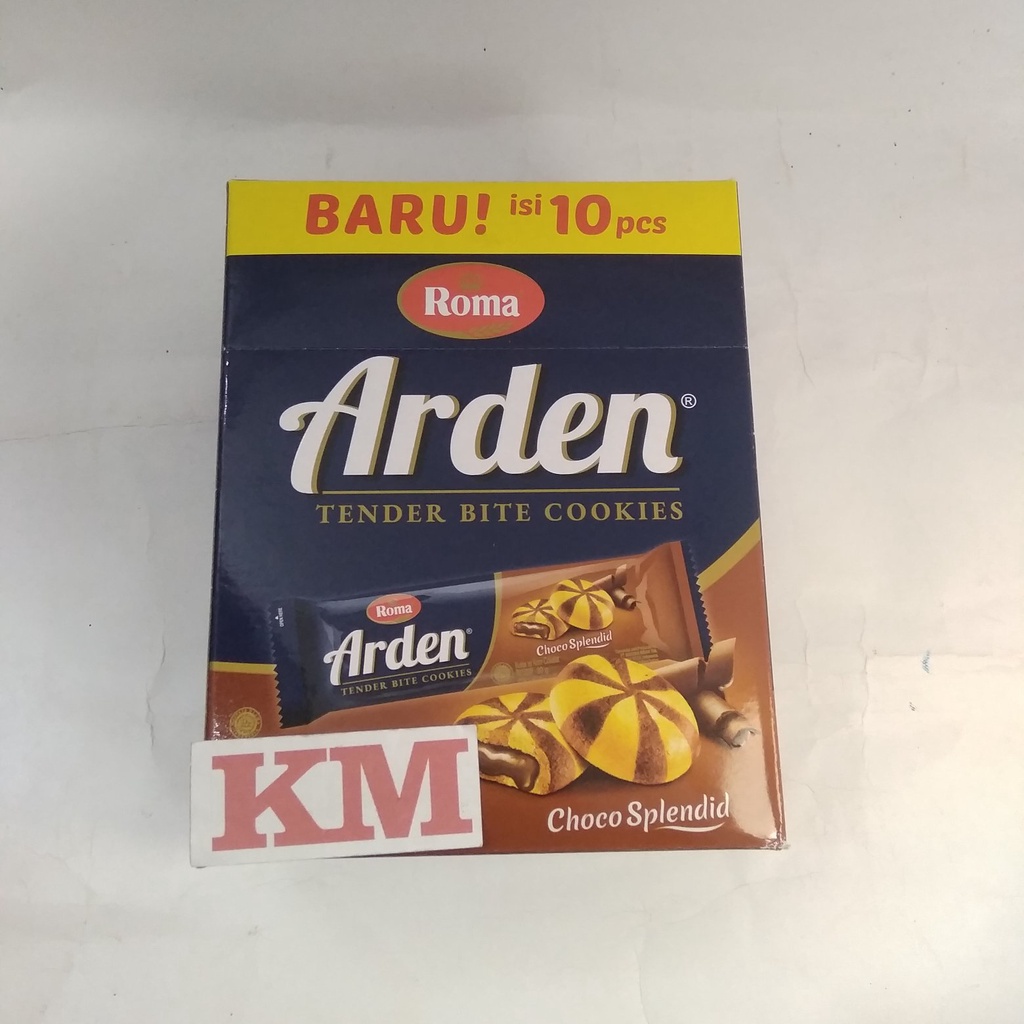 BARU! isi 10 pcs
Roma
Arden®
TENDER BITE COOKIES
Roma
Arden®
TENDER BITE COOKIES
Choco Splendid
KM
Choco Splendid